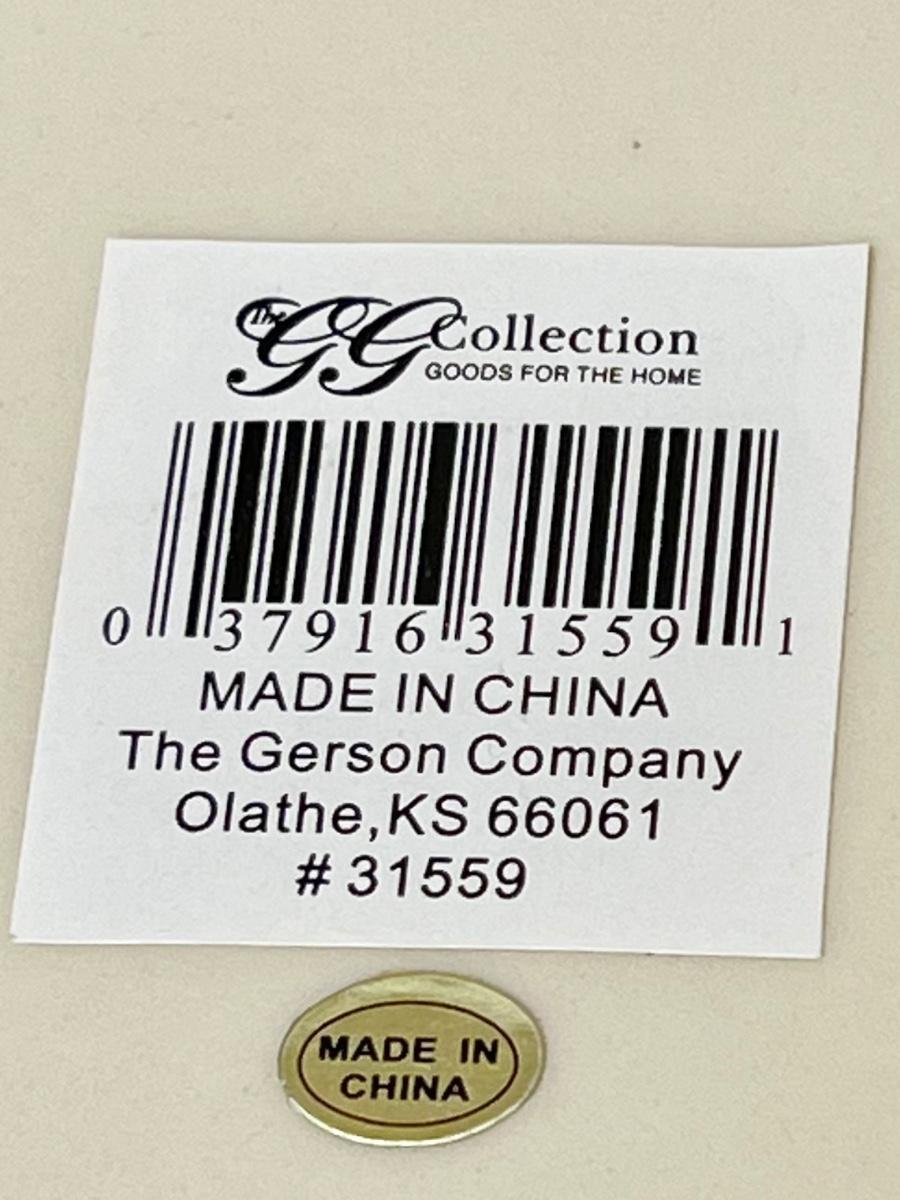 The GG Collection
GOODS FOR THE HOME
0 37916 31559 1
MADE IN CHINA
The Gerson Company
Olathe,KS 66061
# 31559
MADE IN
CHINA